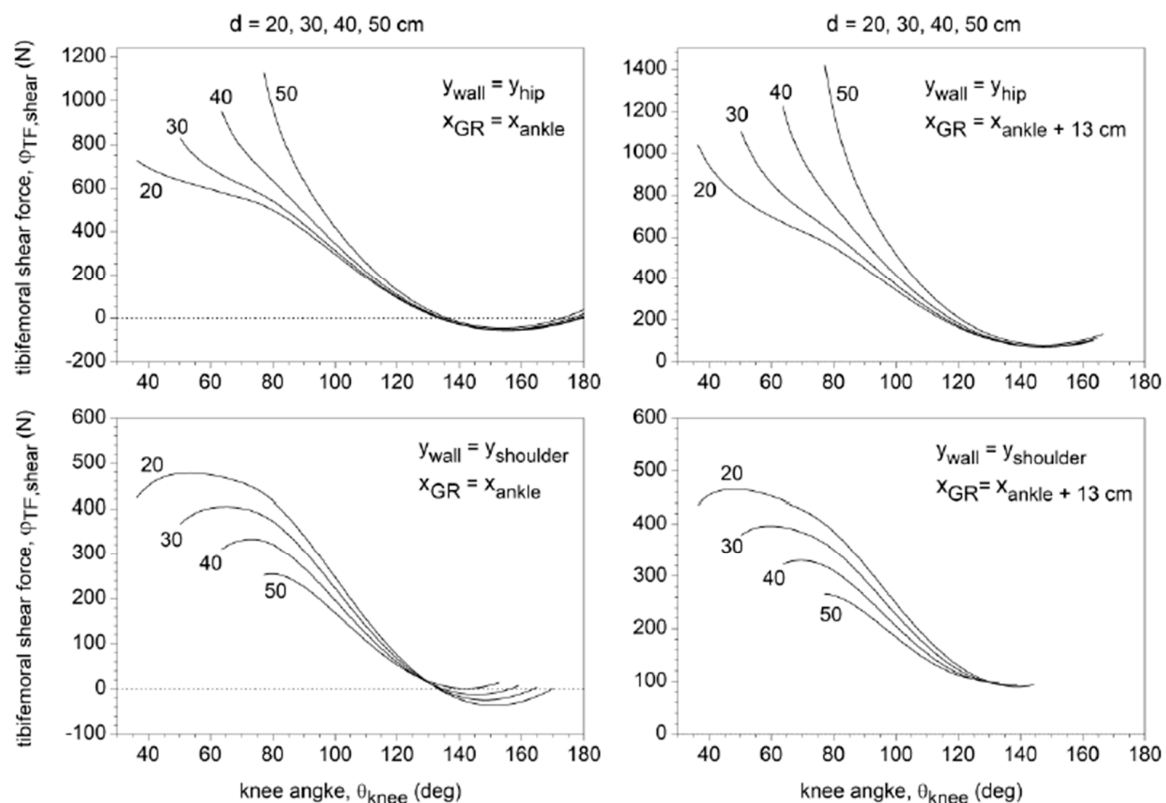 d = 20, 30, 40, 50 cm
d = 20, 30, 40, 50 cm
tibifemoral shear force, φTF,shear (N)
1200
1000
800
600
400
200
0
-200
40 60 80 100 120 140 160 180
20
30
40
50
ywall = yhip
xGR = xankle
1400
1200
1000
800
600
400
200
0
40 60 80 100 120 140 160 180
20
30
40
50
ywall = yhip
xGR = xankle + 13 cm
tibifemoral shear force, φTF,shear (N)
600
500
400
300
200
100
0
-100
40 60 80 100 120 140 160 180
20
30
40
50
ywall = yshoulder
xGR = xankle
knee angke, θknee (deg)
600
500
400
300
200
100
0
40 60 80 100 120 140 160 180
20
30
40
50
ywall = yshoulder
xGR= xankle + 13 cm
knee angke, θknee (deg)